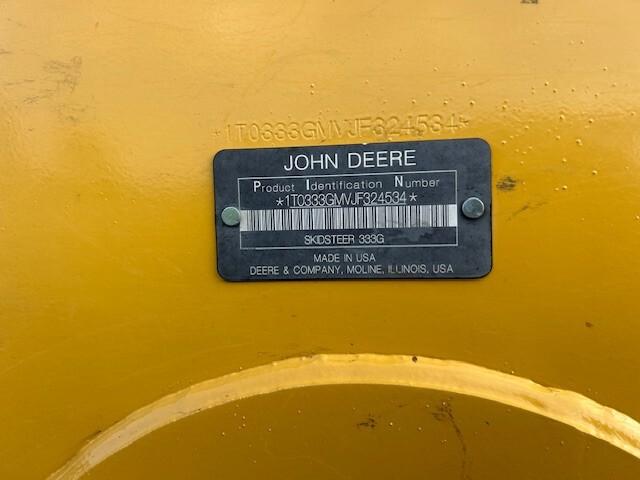 *1T0333GMVJF324534*
JOHN DEERE
Product Identification Number
*1T0333GMVJF324534*
SKIDSTEER 333G
MADE IN USA
DEERE & COMPANY, MOLINE, ILLINOIS, USA